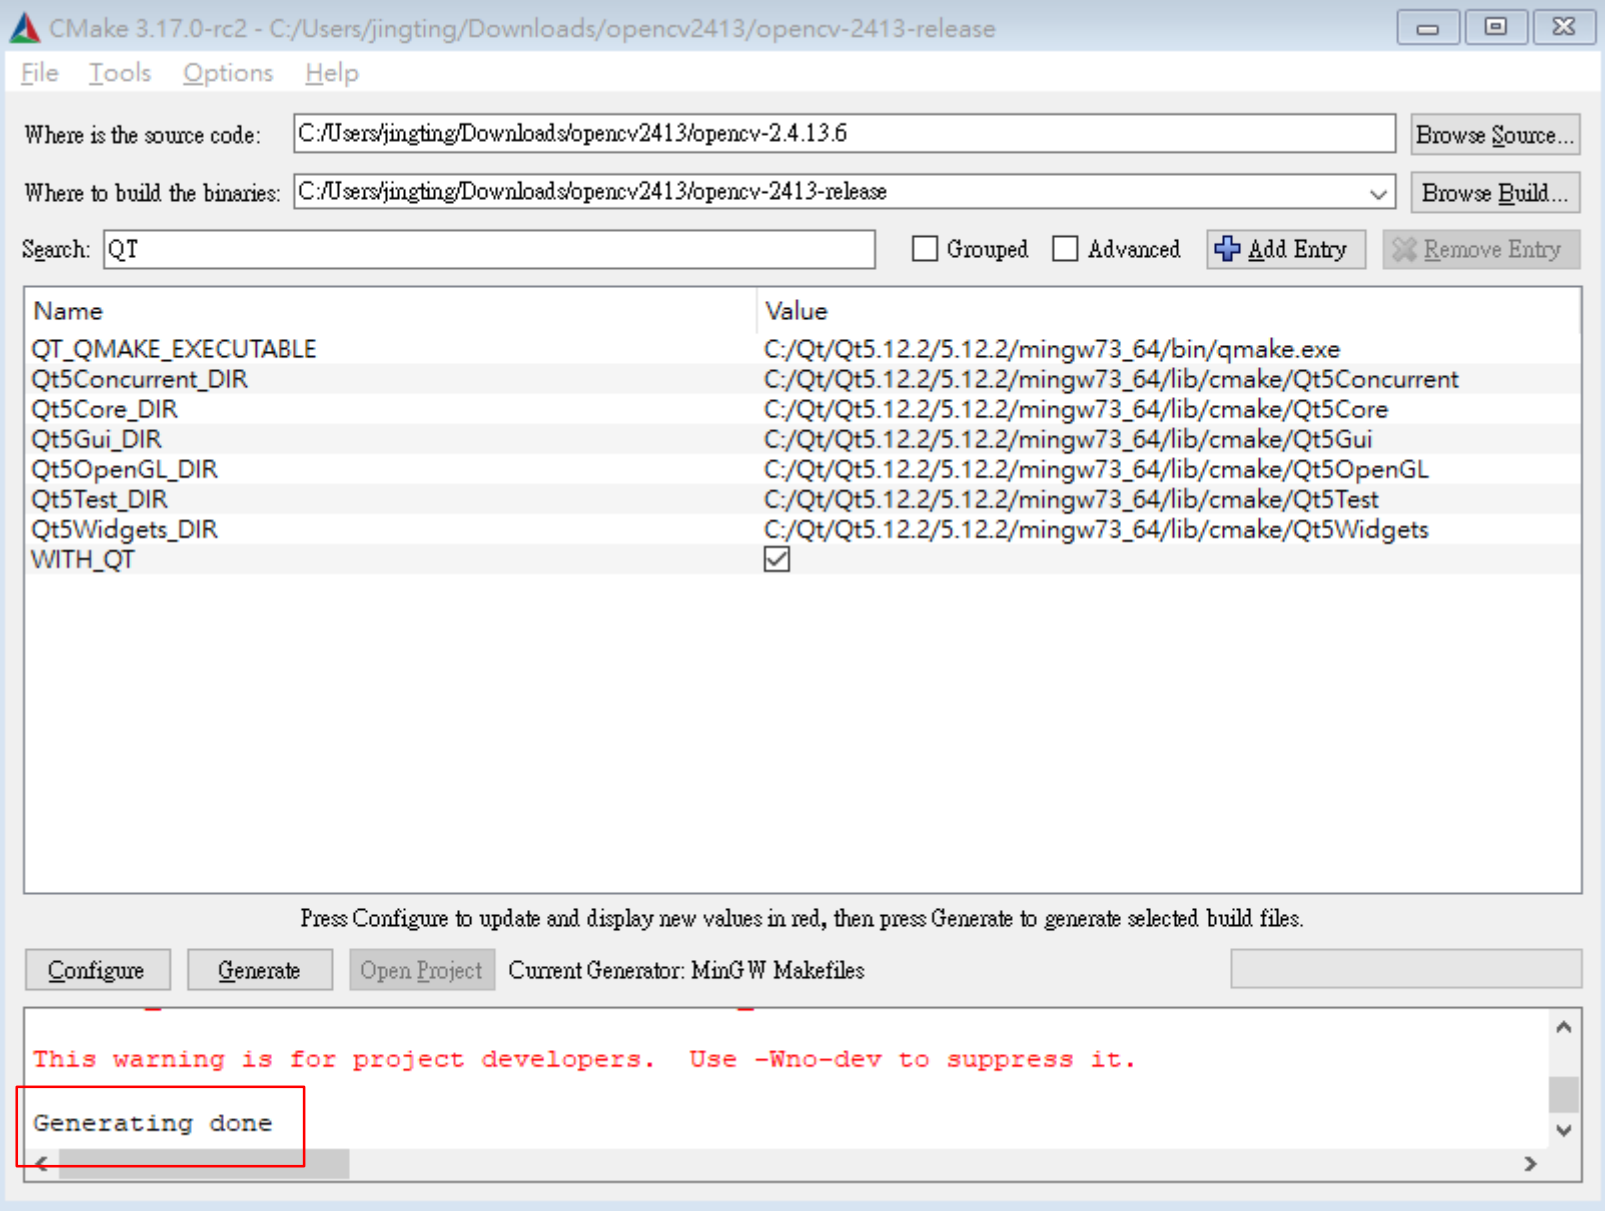 CMake 3.17.0-rc2 - C:/Users/jingting/Downloads/opencv2413/opencv-2413-release
File Tools Options Help
Where is the source code: C:/Users/jingting/Downloads/opencv2413/opencv-2.4.13.6 Browse Source...
Where to build the binaries: C:/Users/jingting/Downloads/opencv2413/opencv-2413-release Browse Build...
Search: QT Grouped Advanced Add Entry Remove Entry
Name Value
QT_QMAKE_EXECUTABLE C:/Qt/Qt5.12.2/5.12.2/mingw73_64/bin/qmake.exe
Qt5Concurrent_DIR C:/Qt/Qt5.12.2/5.12.2/mingw73_64/lib/cmake/Qt5Concurrent
Qt5Core_DIR C:/Qt/Qt5.12.2/5.12.2/mingw73_64/lib/cmake/Qt5Core
Qt5Gui_DIR C:/Qt/Qt5.12.2/5.12.2/mingw73_64/lib/cmake/Qt5Gui
Qt5OpenGL_DIR C:/Qt/Qt5.12.2/5.12.2/mingw73_64/lib/cmake/Qt5OpenGL
Qt5Test_DIR C:/Qt/Qt5.12.2/5.12.2/mingw73_64/lib/cmake/Qt5Test
Qt5Widgets_DIR C:/Qt/Qt5.12.2/5.12.2/mingw73_64/lib/cmake/Qt5Widgets
WITH_QT
Press Configure to update and display new values in red, then press Generate to generate selected build files.
Configure Generate Open Project Current Generator: MinGW Makefiles
This warning is for project developers.  Use -Wno-dev to suppress it.
Generating done